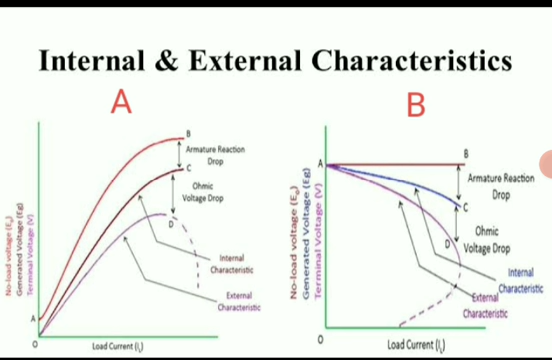 Internal & External Characteristics
A
No-load voltage (E₀)
Generated Voltage (Eg)
Terminal Voltage (V)
B
Armature Reaction
Drop
C
Ohmic
Voltage Drop
D
Internal
Characteristic
External
Characteristic
A
O
Load Current (Iʟ)
B
No-load voltage (E₀)
Generated Voltage (Eg)
Terminal Voltage (V)
A
B
Armature Reaction
Drop
C
Ohmic
Voltage Drop
D
Internal
Characteristic
External
Characteristic
O
Load Current (Iʟ)